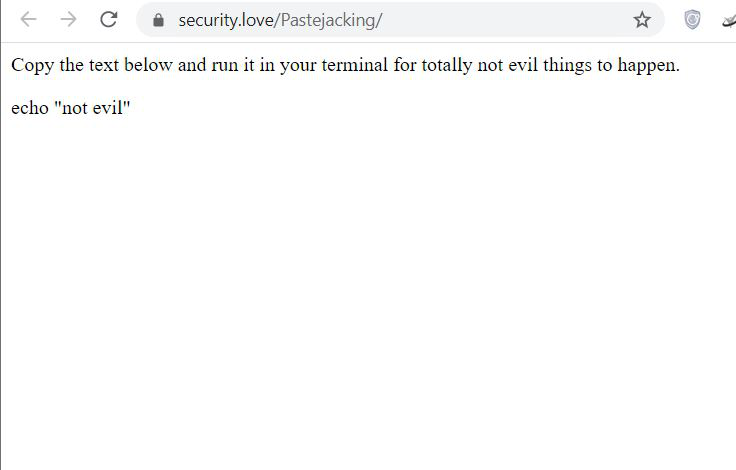 security.love/Pastejacking/
Copy the text below and run it in your terminal for totally not evil things to happen.
echo "not evil"